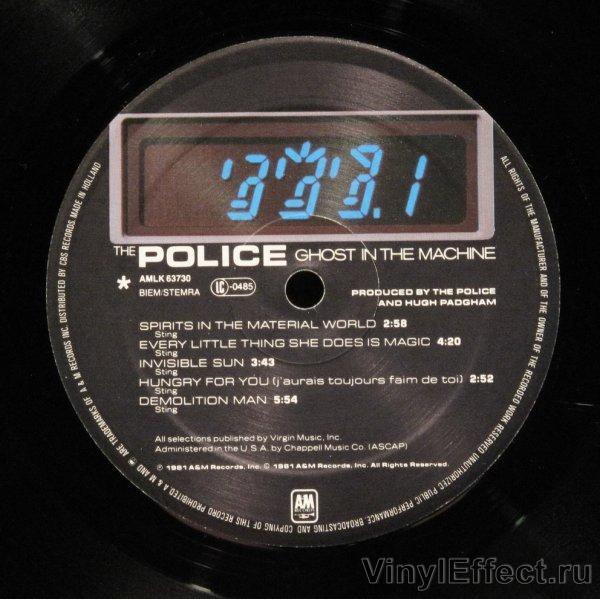 .1
THE POLICE GHOST IN THE MACHINE
* AMLK 63730
BIEM/STEMRA LC-0485
PRODUCED BY THE POLICE
AND HUGH PADGHAM
SPIRITS IN THE MATERIAL WORLD 2:58
Sting
EVERY LITTLE THING SHE DOES IS MAGIC 4:20
Sting
INVISIBLE SUN 3:43
Sting
HUNGRY FOR YOU (j'aurais toujours faim de toi) 2:52
Sting
DEMOLITION MAN 5:54
Sting
All selections published by Virgin Music, Inc.
Administered in the U.S.A. by Chappell Music Co. (ASCAP)
℗ 1981 A&M Records, Inc. © 1981 A&M Records, Inc. All Rights Reserved.
A&M
RECORDS
ALL RIGHTS OF THE MANUFACTURER AND OF THE OWNER OF THE RECORDED WORK RESERVED UNAUTHORIZED PUBLIC PERFORMANCE BROADCASTING AND COPYING OF THIS RECORD PROHIBITED A & M AND ARE TRADEMARKS OF A & M RECORDS INC. DISTRIBUTED BY CBS RECORDS. MADE IN HOLLAND
VinylEffect.ru